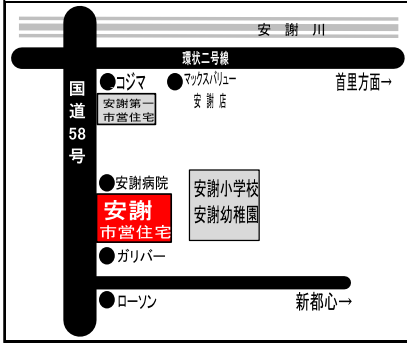 安謝川
環状二号線
国道58号
●コジマ
●マックスバリュー
安謝店
首里方面→
安謝第一
市営住宅
●安謝病院
安謝
市営住宅
安謝小学校
安謝幼稚園
●ガリバー
●ローソン
新都心→